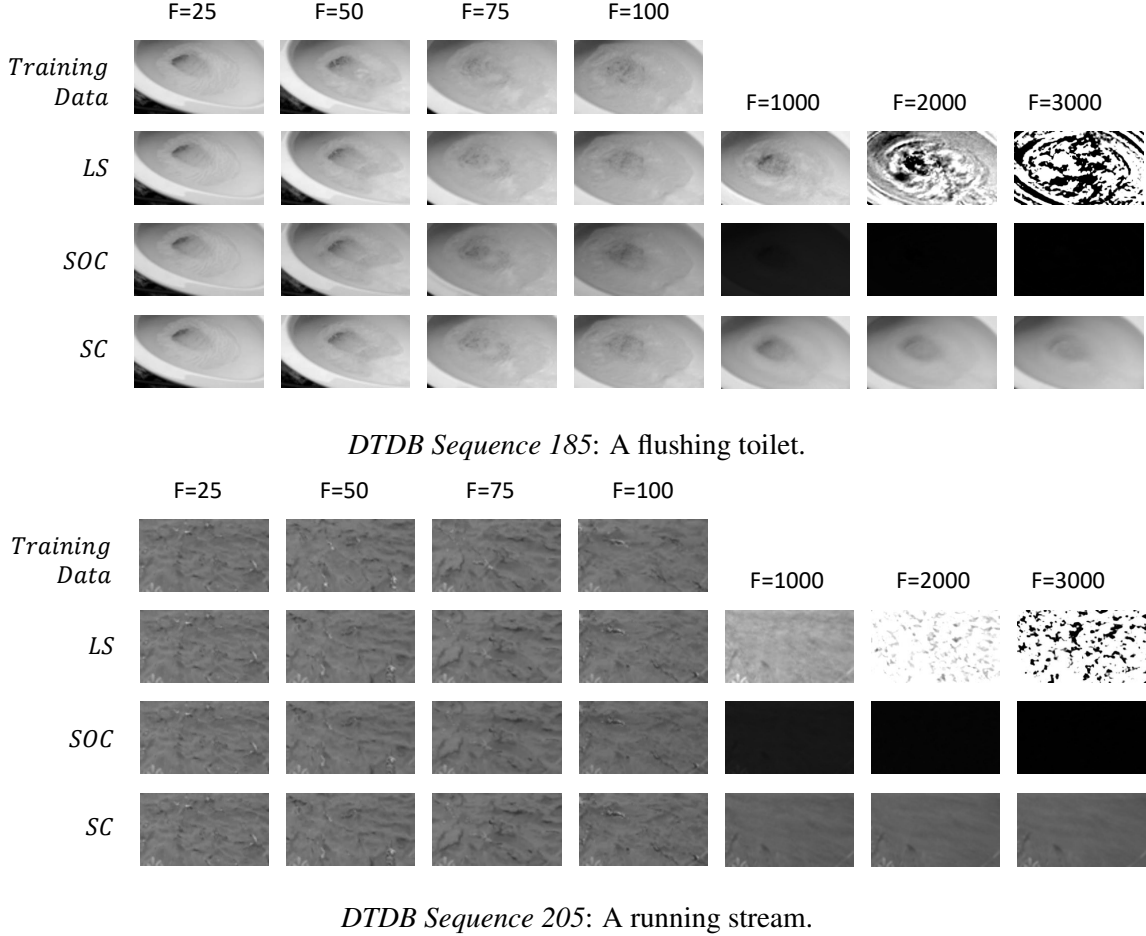 F=25 F=50 F=75 F=100
Training
Data
F=1000 F=2000 F=3000
LS
SOC
SC
DTDB Sequence 185: A flushing toilet.
F=25 F=50 F=75 F=100
Training
Data
F=1000 F=2000 F=3000
LS
SOC
SC
DTDB Sequence 205: A running stream.